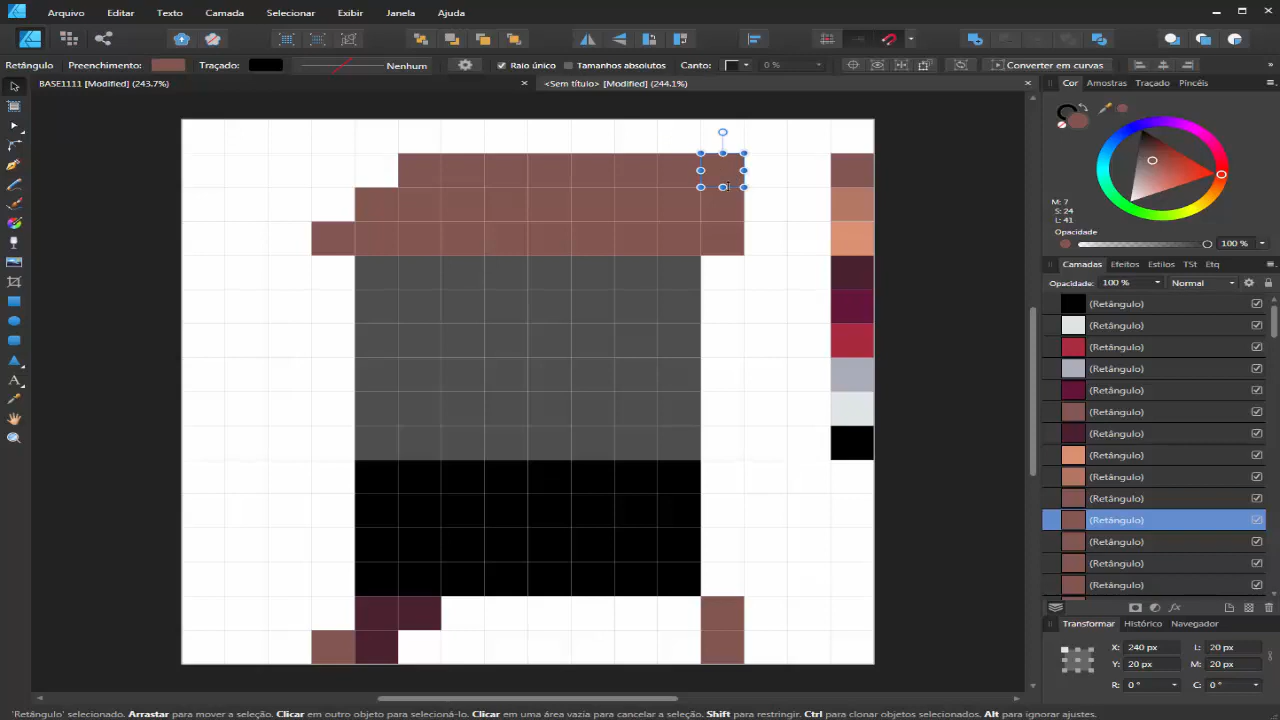 Arquivo Editar Texto Camada Selecionar Exibir Janela Ajuda
Retângulo Preenchimento: Traçado: Nenhum Raio único Tamanhos absolutos Canto: 0 % Converter em curvas
BASE1111 [Modified] (243.7%) <Sem título> [Modified] (244.1%)
Cor Amostras Traçado Pincéis
M: 7
S: 24
L: 41
Opacidade
100 %
Camadas Efeitos Estilos TSt Etq
Opacidade: 100 % Normal
(Retângulo)
(Retângulo)
(Retângulo)
(Retângulo)
(Retângulo)
(Retângulo)
(Retângulo)
(Retângulo)
(Retângulo)
(Retângulo)
(Retângulo)
(Retângulo)
(Retângulo)
(Retângulo)
Transformar Histórico Navegador
X: 240 px L: 20 px
Y: 20 px M: 20 px
R: 0 ° C: 0 °
'Retângulo' selecionado. Arrastar para mover a seleção. Clicar em outro objeto para selecioná-lo. Clicar em uma área vazia para cancelar a seleção. Shift para restringir. Ctrl para clonar objetos selecionados. Alt para ignorar ajustes.